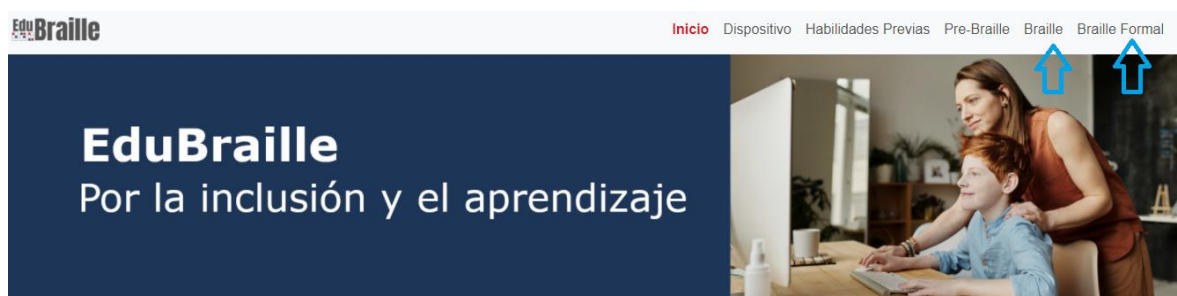 EduBraille
Inicio Dispositivo Habilidades Previas Pre-Braille Braille Braille Formal
EduBraille
Por la inclusión y el aprendizaje